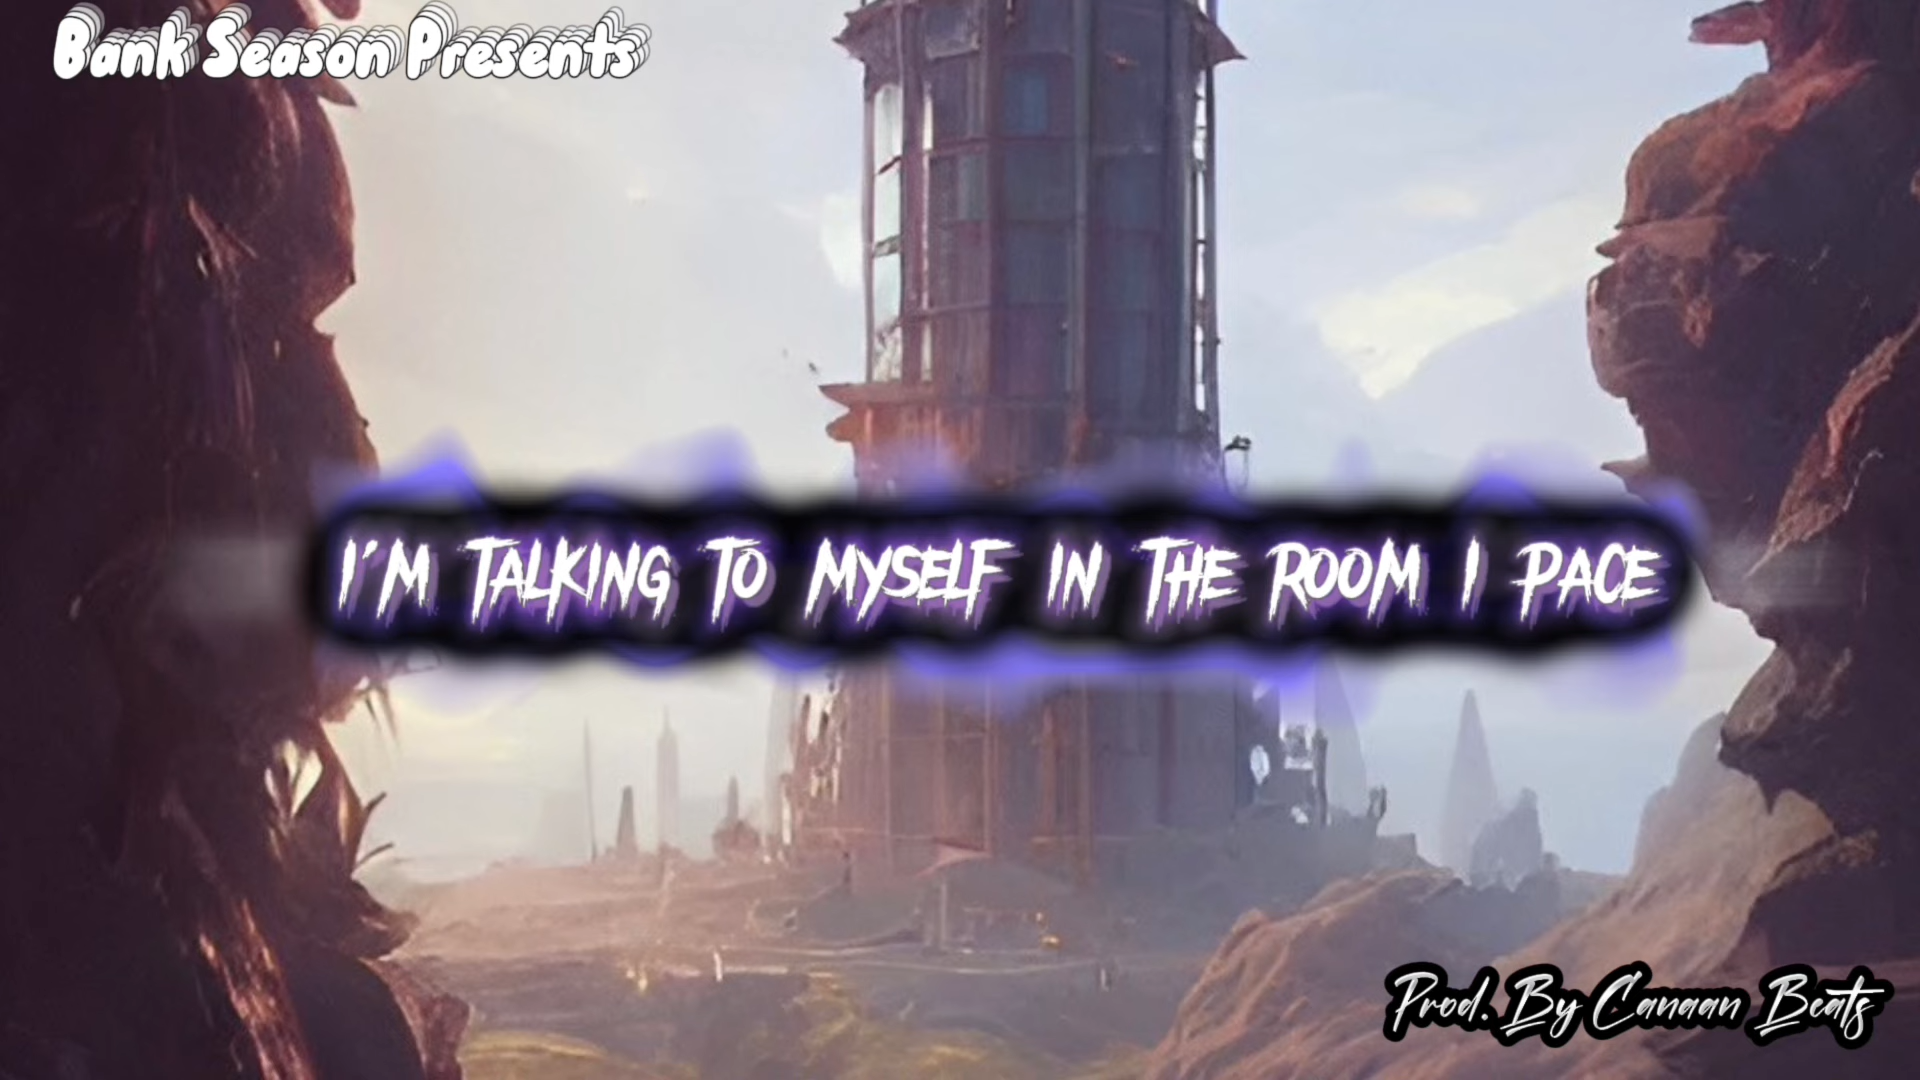 Bank Season Presents
I'M TALKING TO MYSELF IN THE ROOM I PACE
Prod. By Canaan Beats